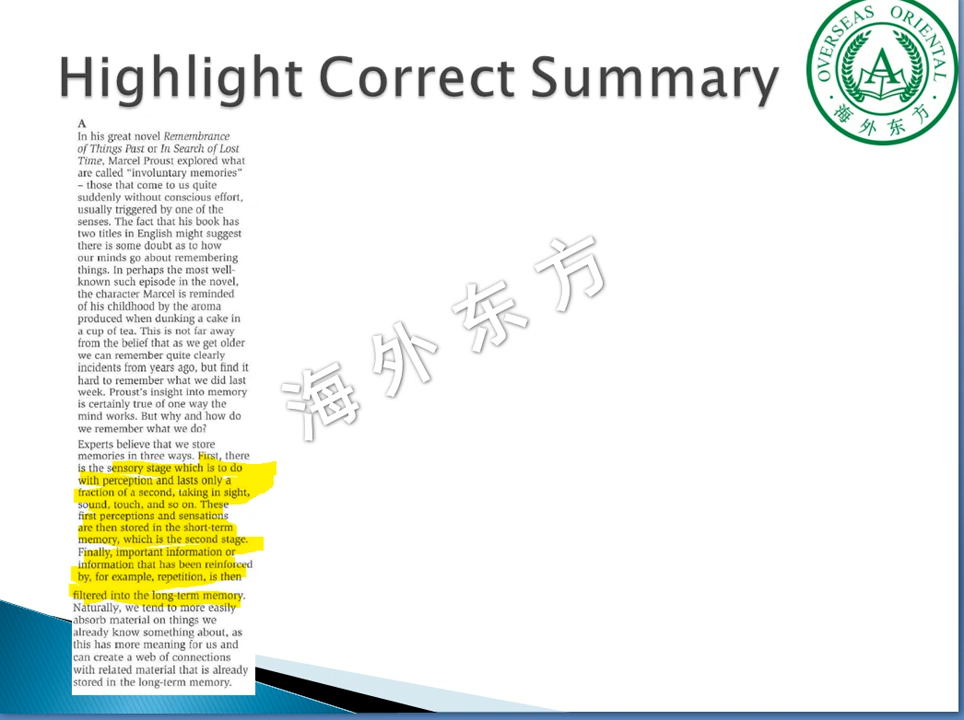 Highlight Correct Summary
OVERSEAS ORIENTAL
A
海外东方
A
In his great novel Remembrance
of Things Past or In Search of Lost
Time, Marcel Proust explored what
are called "involuntary memories"
– those that come to us quite
suddenly without conscious effort,
usually triggered by one of the
senses. The fact that his book has
two titles in English might suggest
there is some doubt as to how
our minds go about remembering
things. In perhaps the most well-
known such episode in the novel,
the character Marcel is reminded
of his childhood by the aroma
produced when dunking a cake in
a cup of tea. This is not far away
from the belief that as we get older
we can remember quite clearly
incidents from years ago, but find it
hard to remember what we did last
week. Proust's insight into memory
is certainly true of one way the
mind works. But why and how do
we remember what we do?
Experts believe that we store
memories in three ways. First, there
is the sensory stage which is to do
with perception and lasts only a
fraction of a second, taking in sight,
sound, touch, and so on. These
first perceptions and sensations
are then stored in the short-term
memory, which is the second stage.
Finally, important information or
information that has been reinforced
by, for example, repetition, is then
filtered into the long-term memory.
Naturally, we tend to more easily
absorb material on things we
already know something about, as
this has more meaning for us and
can create a web of connections
with related material that is already
stored in the long-term memory.
海外东方